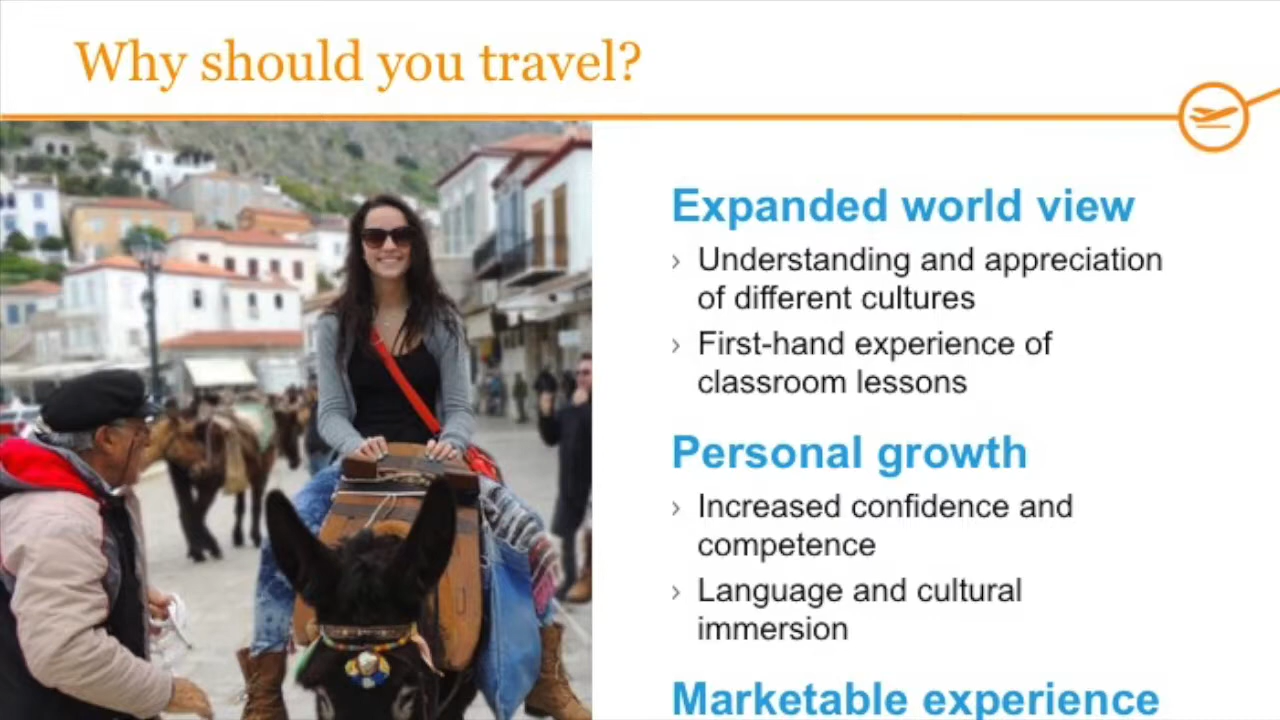 Why should you travel?
Expanded world view
› Understanding and appreciation
of different cultures
› First-hand experience of
classroom lessons
Personal growth
› Increased confidence and
competence
› Language and cultural
immersion
Marketable experience